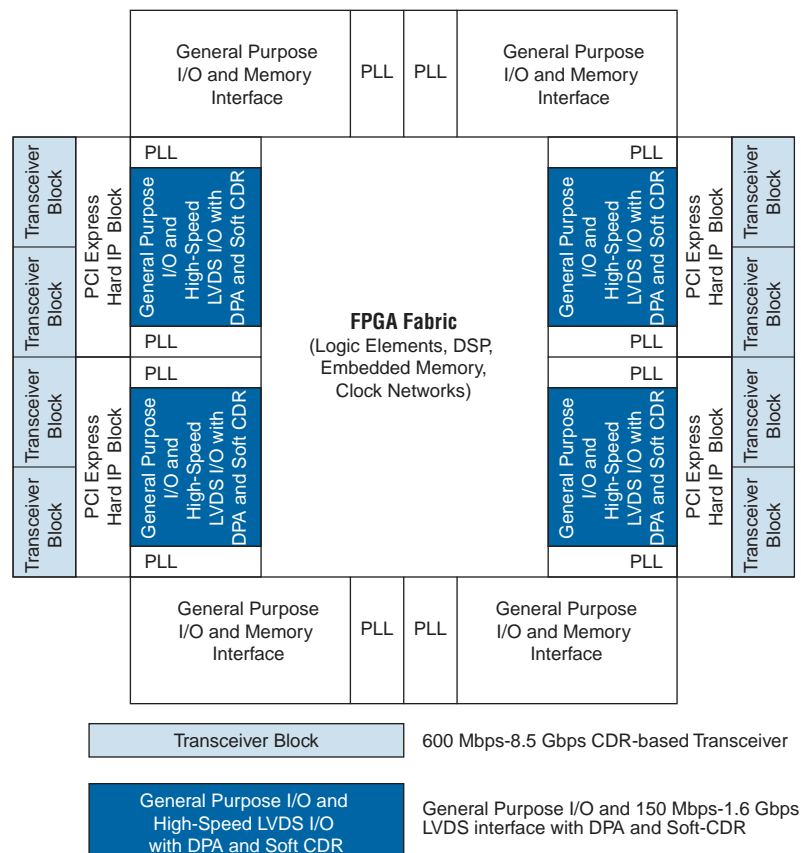 General Purpose
I/O and Memory
Interface
PLL
PLL
General Purpose
I/O and Memory
Interface
Transceiver
Block
Transceiver
Block
PCI Express
Hard IP Block
PLL
General Purpose
I/O and
High-Speed
LVDS I/O with
DPA and Soft CDR
PLL
FPGA Fabric
(Logic Elements, DSP,
Embedded Memory,
Clock Networks)
PLL
General Purpose
I/O and
High-Speed
LVDS I/O with
DPA and Soft CDR
PLL
PCI Express
Hard IP Block
Transceiver
Block
Transceiver
Block
Transceiver
Block
Transceiver
Block
PCI Express
Hard IP Block
PLL
General Purpose
I/O and
High-Speed
LVDS I/O with
DPA and Soft CDR
PLL
PLL
General Purpose
I/O and
High-Speed
LVDS I/O with
DPA and Soft CDR
PLL
PCI Express
Hard IP Block
Transceiver
Block
Transceiver
Block
General Purpose
I/O and Memory
Interface
PLL
PLL
General Purpose
I/O and Memory
Interface
Transceiver Block
600 Mbps-8.5 Gbps CDR-based Transceiver
General Purpose I/O and
High-Speed LVDS I/O
with DPA and Soft CDR
General Purpose I/O and 150 Mbps-1.6 Gbps
LVDS interface with DPA and Soft-CDR